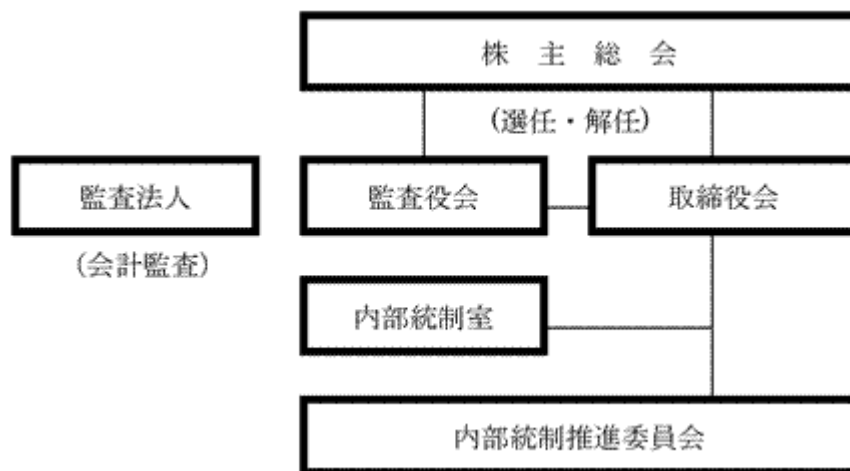 株 主 総 会
(選任・解任)
監査法人
監査役会
取締役会
(会計監査)
内部統制室
内部統制推進委員会